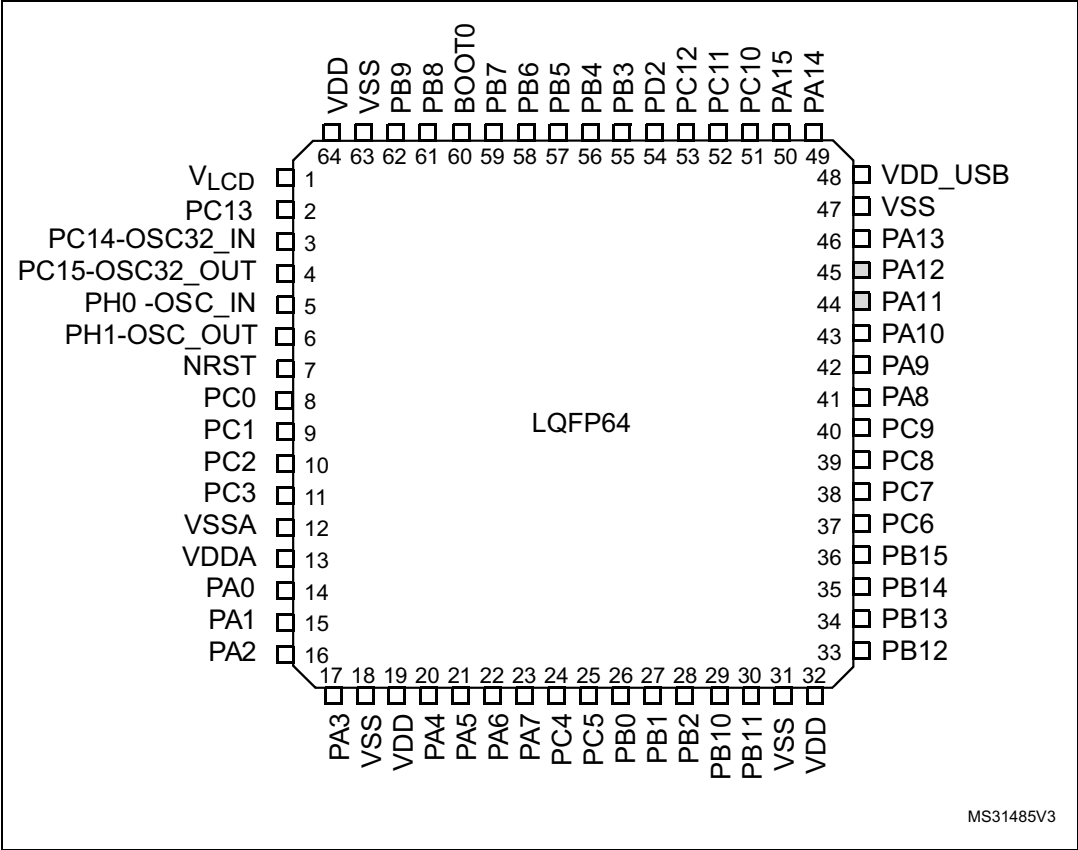 VDD
VSS
PB9
PB8
BOOT0
PB7
PB6
PB5
PB4
PB3
PD2
PC12
PC11
PC10
PA15
PA14
64 63 62 61 60 59 58 57 56 55 54 53 52 51 50 49
VLCD 1
PC13 2
PC14-OSC32_IN 3
PC15-OSC32_OUT 4
PH0 -OSC_IN 5
PH1-OSC_OUT 6
NRST 7
PC0 8
PC1 9
PC2 10
PC3 11
VSSA 12
VDDA 13
PA0 14
PA1 15
PA2 16
LQFP64
48 VDD_USB
47 VSS
46 PA13
45 PA12
44 PA11
43 PA10
42 PA9
41 PA8
40 PC9
39 PC8
38 PC7
37 PC6
36 PB15
35 PB14
34 PB13
33 PB12
17 18 19 20 21 22 23 24 25 26 27 28 29 30 31 32
PA3
VSS
VDD
PA4
PA5
PA6
PA7
PC4
PC5
PB0
PB1
PB2
PB10
PB11
VSS
VDD
MS31485V3